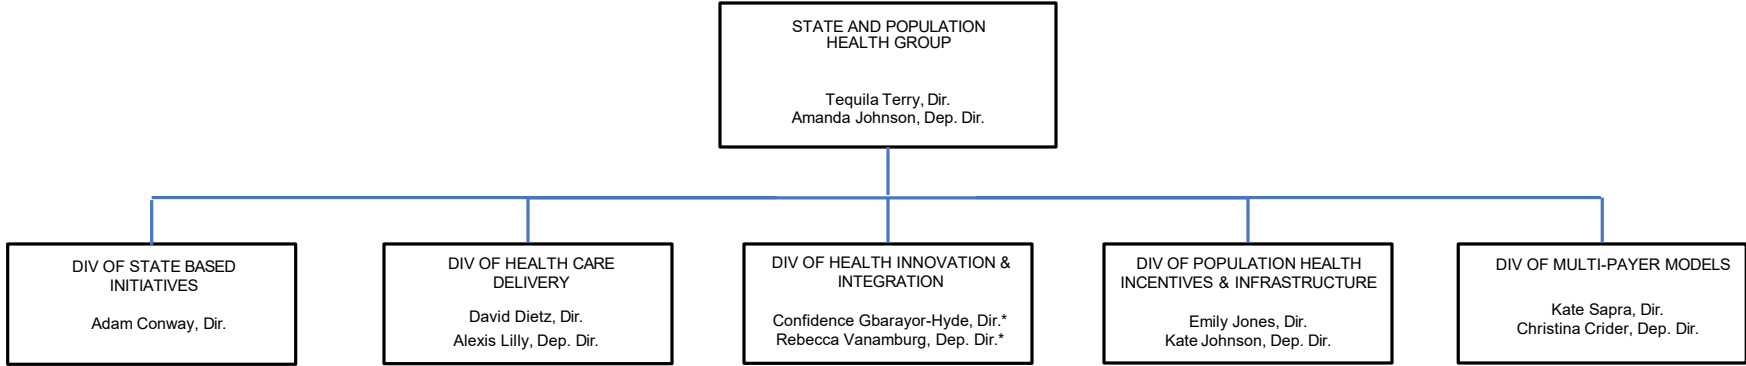 STATE AND POPULATION
HEALTH GROUP
Tequila Terry, Dir.
Amanda Johnson, Dep. Dir.
DIV OF STATE BASED
INITIATIVES
Adam Conway, Dir.
DIV OF HEALTH CARE
DELIVERY
David Dietz, Dir.
Alexis Lilly, Dep. Dir.
DIV OF HEALTH INNOVATION &
INTEGRATION
Confidence Gbarayor-Hyde, Dir.*
Rebecca Vanamburg, Dep. Dir.*
DIV OF POPULATION HEALTH
INCENTIVES & INFRASTRUCTURE
Emily Jones, Dir.
Kate Johnson, Dep. Dir.
DIV OF MULTI-PAYER MODELS
Kate Sapra, Dir.
Christina Crider, Dep. Dir.